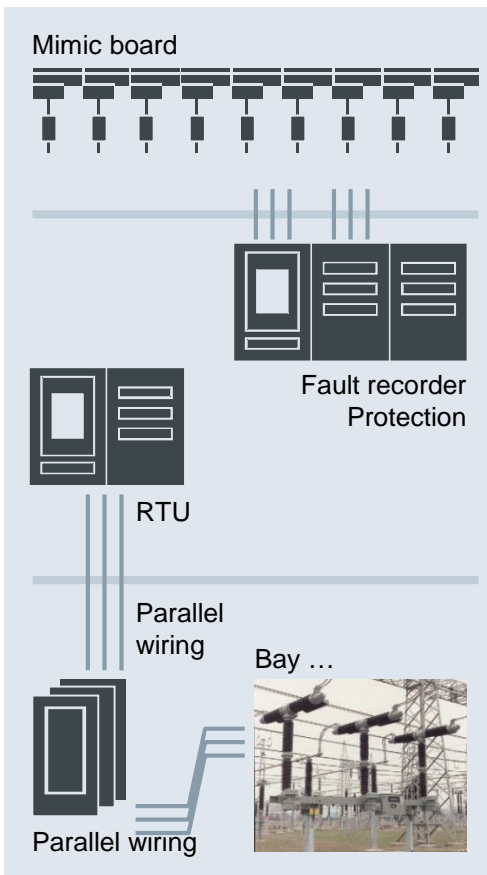 Mimic board
Fault recorder
Protection
RTU
Parallel
wiring
Bay …
Parallel wiring